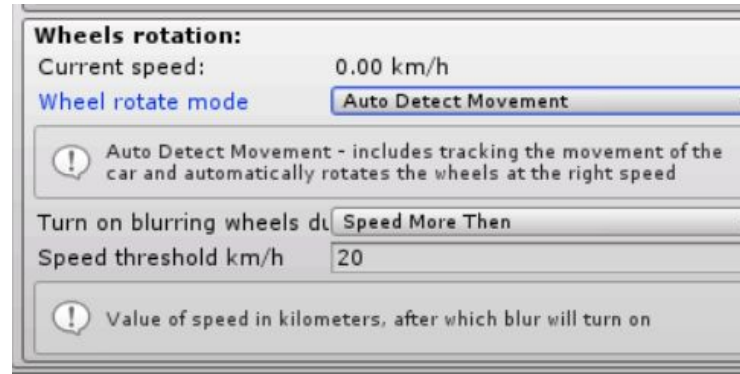 Wheels rotation:
Current speed: 0.00 km/h
Wheel rotate mode Auto Detect Movement
Auto Detect Movement - includes tracking the movement of the
car and automatically rotates the wheels at the right speed
Turn on blurring wheels du Speed More Then
Speed threshold km/h 20
Value of speed in kilometers, after which blur will turn on